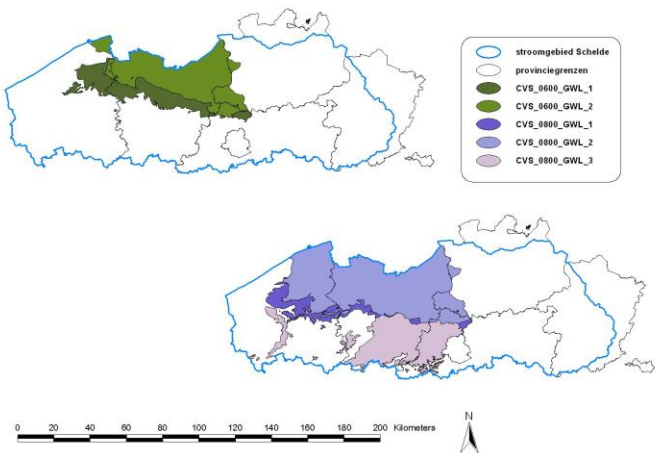 stroomgebied Schelde
provinciegrenzen
CVS_0600_GWL_1
CVS_0600_GWL_2
CVS_0800_GWL_1
CVS_0800_GWL_2
CVS_0800_GWL_3
0 20 40 60 80 100 120 140 160 180 200 Kilometers
N